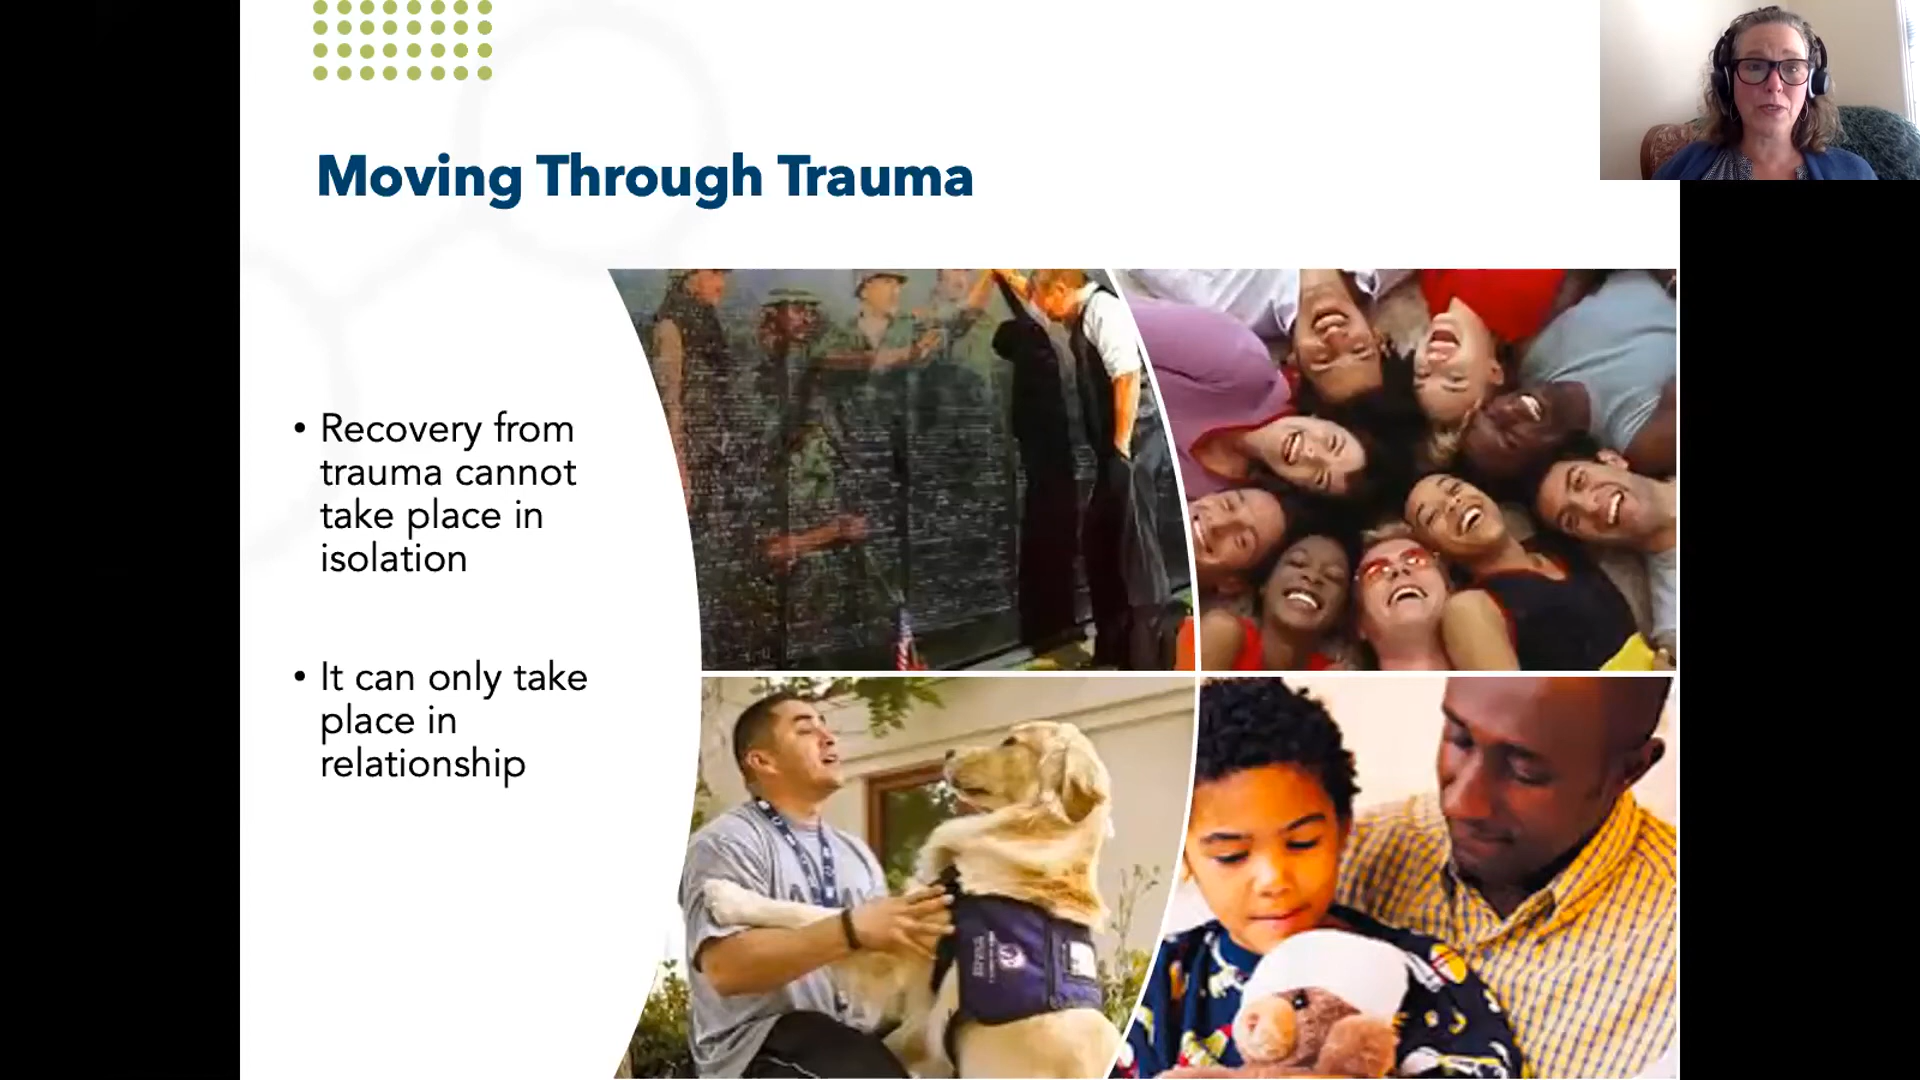 Moving Through Trauma
• Recovery from
trauma cannot
take place in
isolation
• It can only take
place in
relationship